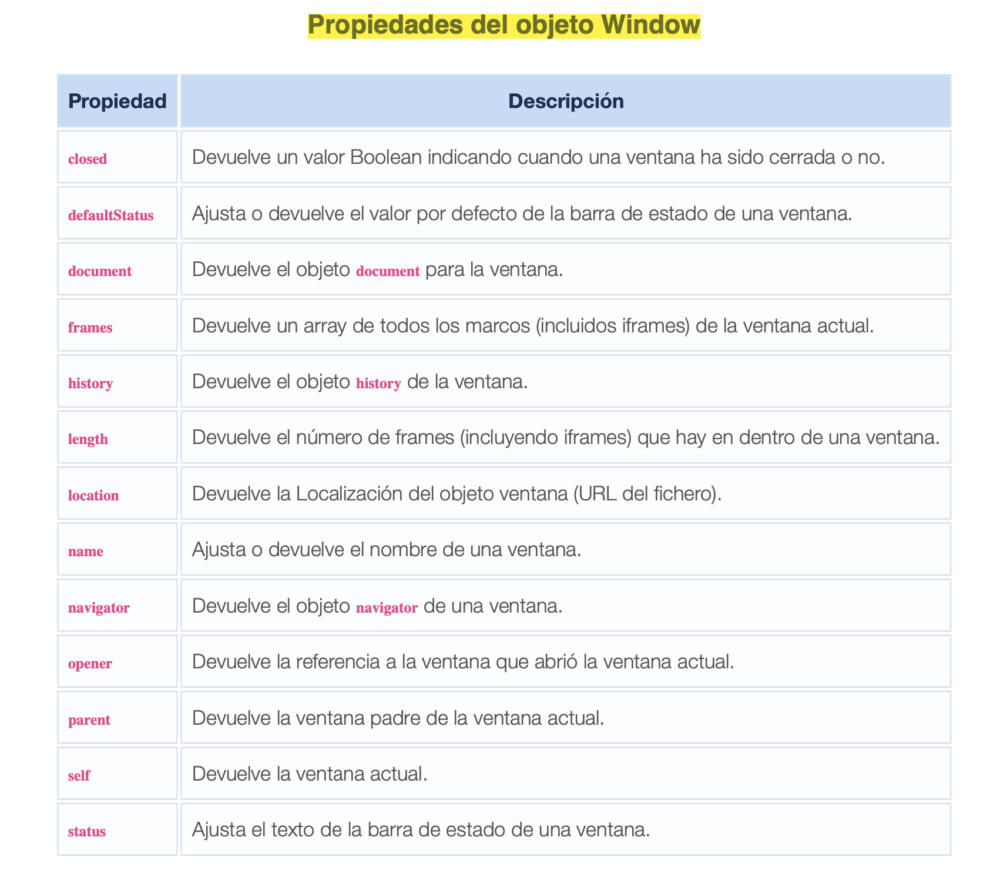 Propiedades del objeto Window
Propiedad Descripción
closed Devuelve un valor Boolean indicando cuando una ventana ha sido cerrada o no.
defaultStatus Ajusta o devuelve el valor por defecto de la barra de estado de una ventana.
document Devuelve el objeto document para la ventana.
frames Devuelve un array de todos los marcos (incluidos iframes) de la ventana actual.
history Devuelve el objeto history de la ventana.
length Devuelve el número de frames (incluyendo iframes) que hay en dentro de una ventana.
location Devuelve la Localización del objeto ventana (URL del fichero).
name Ajusta o devuelve el nombre de una ventana.
navigator Devuelve el objeto navigator de una ventana.
opener Devuelve la referencia a la ventana que abrió la ventana actual.
parent Devuelve la ventana padre de la ventana actual.
self Devuelve la ventana actual.
status Ajusta el texto de la barra de estado de una ventana.